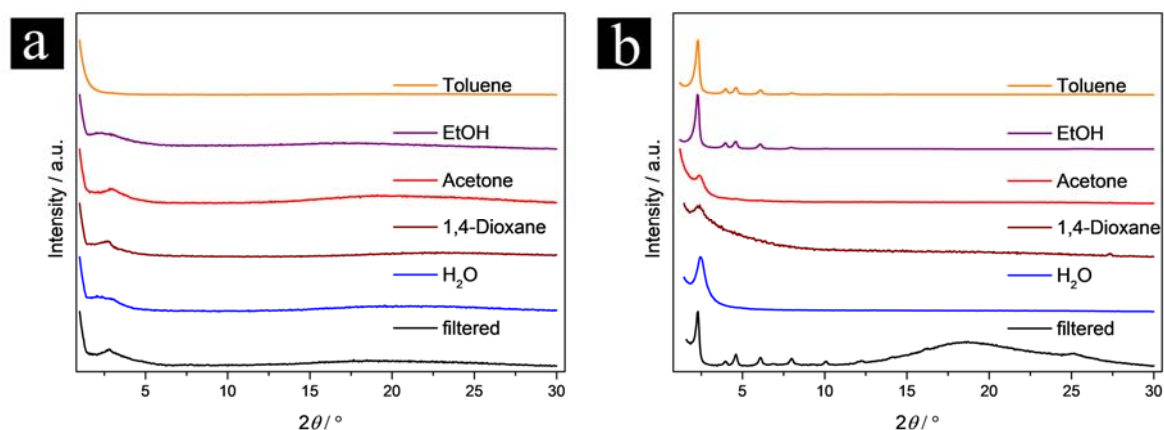 a
Toluene
EtOH
Acetone
1,4-Dioxane
H₂O
filtered
Intensity / a.u.
5 10 15 20 25 30
2θ / °
b
Toluene
EtOH
Acetone
1,4-Dioxane
H₂O
filtered
Intensity / a.u.
5 10 15 20 25 30
2θ / °